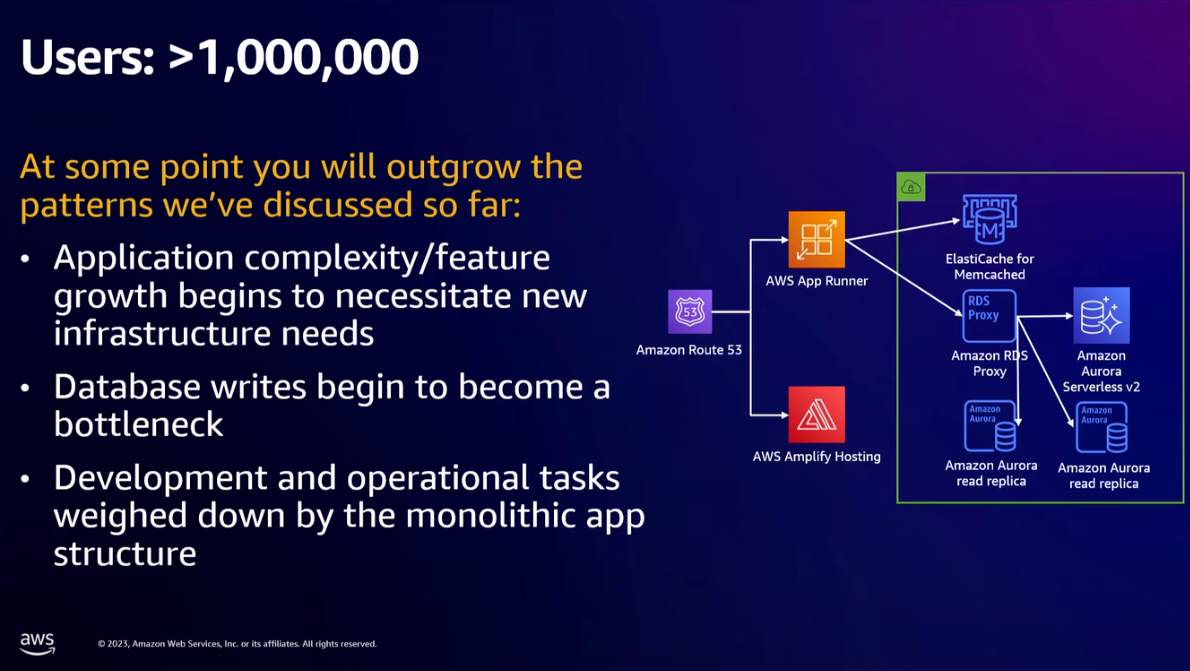 Users: >1,000,000
At some point you will outgrow the
patterns we’ve discussed so far:
• Application complexity/feature
growth begins to necessitate new
infrastructure needs
• Database writes begin to become a
bottleneck
• Development and operational tasks
weighed down by the monolithic app
structure
53
Amazon Route 53
AWS App Runner
AWS Amplify Hosting
M
ElastiCache for
Memcached
RDS
Proxy
Amazon RDS
Proxy
Amazon
Aurora
Serverless v2
Amazon
Aurora
Amazon Aurora
read replica
Amazon
Aurora
Amazon Aurora
read replica
aws
© 2023, Amazon Web Services, Inc. or its affiliates. All rights reserved.